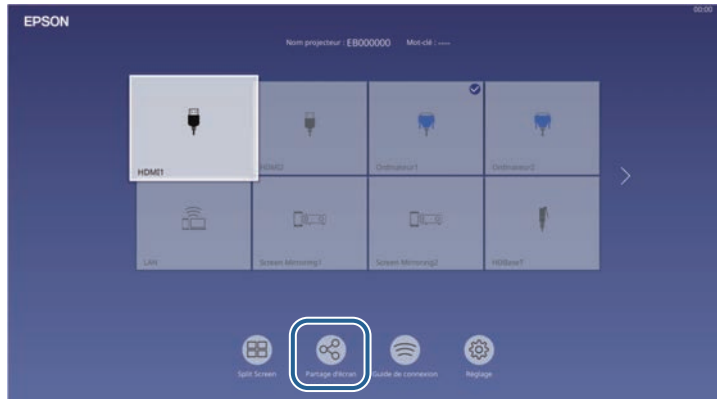 00:00
EPSON
Nom projecteur : EB000000 Mot-clé : ----
HDMI1
HDMI2
Ordinateur1
Ordinateur2
LAN
Screen Mirroring1
Screen Mirroring2
HDBaseT
Split Screen
Partage d'écran
Guide de connexion
Réglage